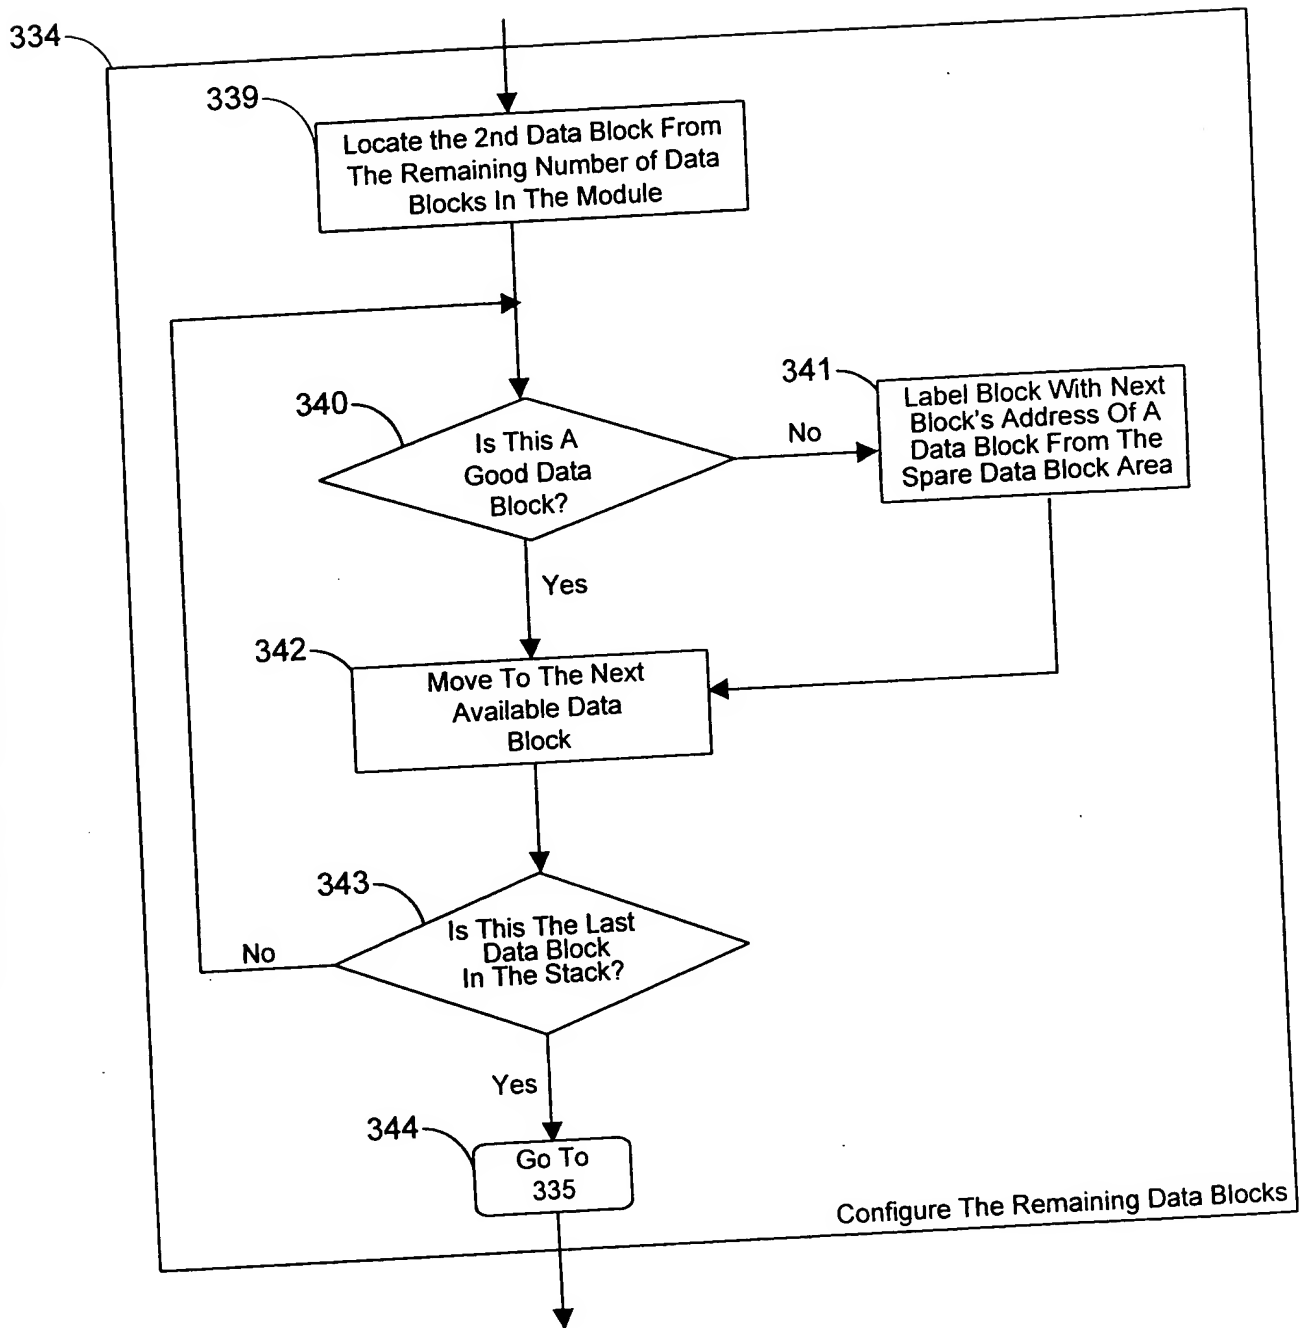 334
339
Locate the 2nd Data Block From
The Remaining Number of Data
Blocks In The Module
340
Is This A
Good Data
Block?
No
341
Label Block With Next
Block's Address Of A
Data Block From The
Spare Data Block Area
Yes
342
Move To The Next
Available Data
Block
343
Is This The Last
Data Block
In The Stack?
No
Yes
344
Go To
335
Configure The Remaining Data Blocks